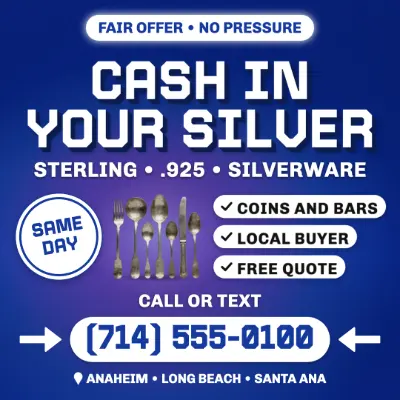 FAIR OFFER • NO PRESSURE
CASH IN
YOUR SILVER
STERLING • .925 • SILVERWARE
SAME
DAY
✓ COINS AND BARS
✓ LOCAL BUYER
✓ FREE QUOTE
CALL OR TEXT
(714) 555-0100
ANAHEIM • LONG BEACH • SANTA ANA